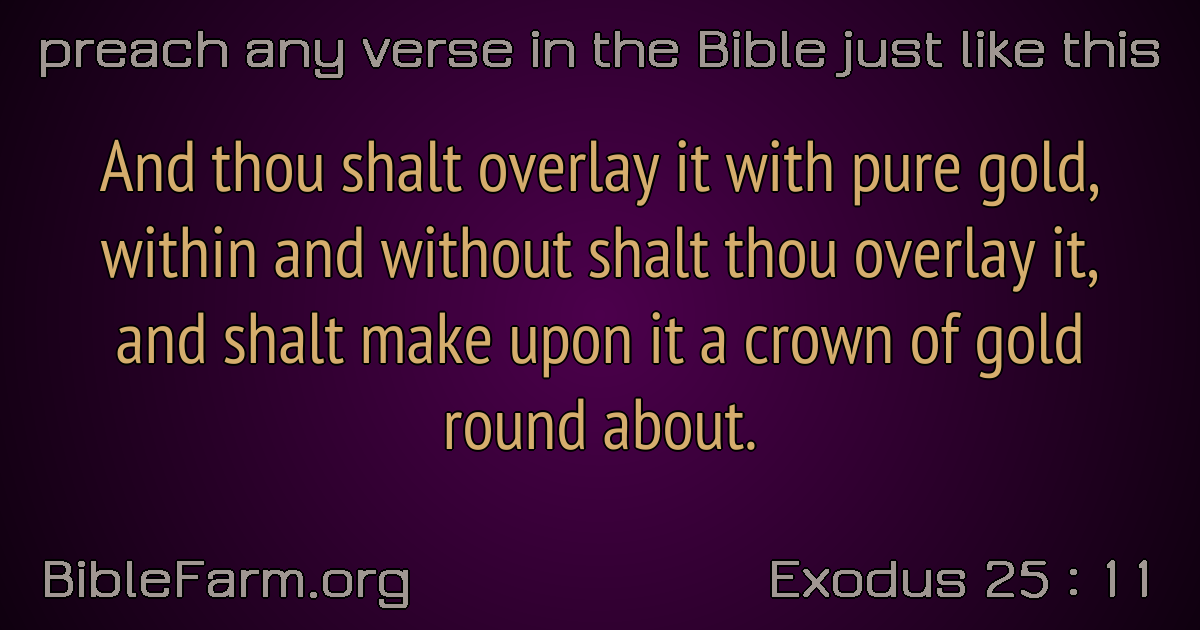 preach any verse in the Bible just like this
And thou shalt overlay it with pure gold,
within and without shalt thou overlay it,
and shalt make upon it a crown of gold
round about.
BibleFarm.org
Exodus 25 : 11